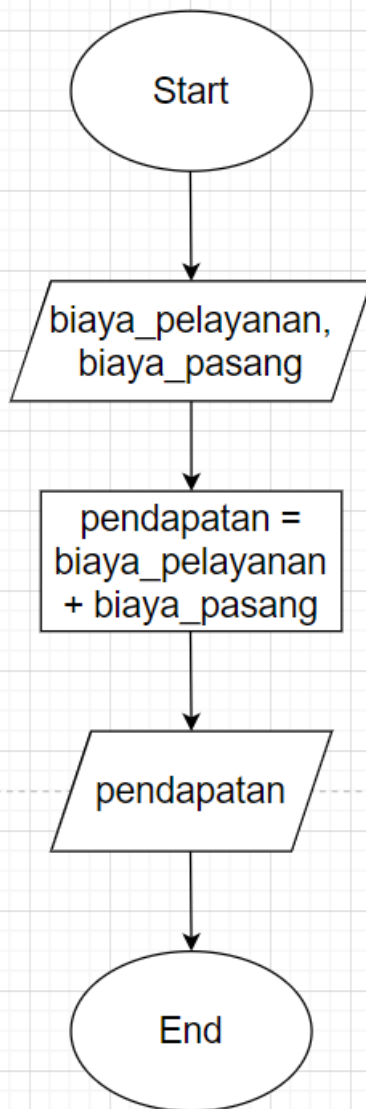 Start
biaya_pelayanan,
biaya_pasang
pendapatan =
biaya_pelayanan
+ biaya_pasang
pendapatan
End